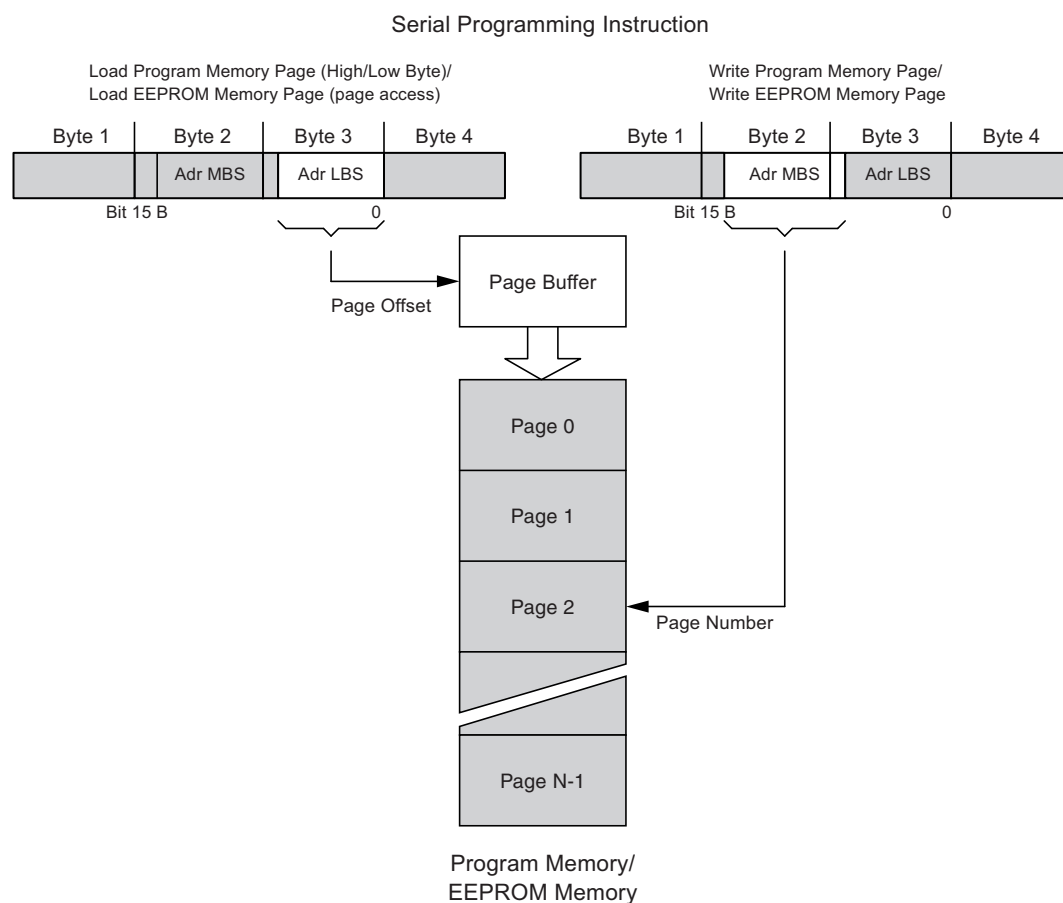 Serial Programming Instruction
Load Program Memory Page (High/Low Byte)/
Load EEPROM Memory Page (page access)
Write Program Memory Page/
Write EEPROM Memory Page
Byte 1 Byte 2 Byte 3 Byte 4
Byte 1 Byte 2 Byte 3 Byte 4
Adr MBS Adr LBS
Adr MBS Adr LBS
Bit 15 B 0
Bit 15 B 0
Page Buffer
Page Offset
Page 0
Page 1
Page 2
Page Number
Page N-1
Program Memory/
EEPROM Memory